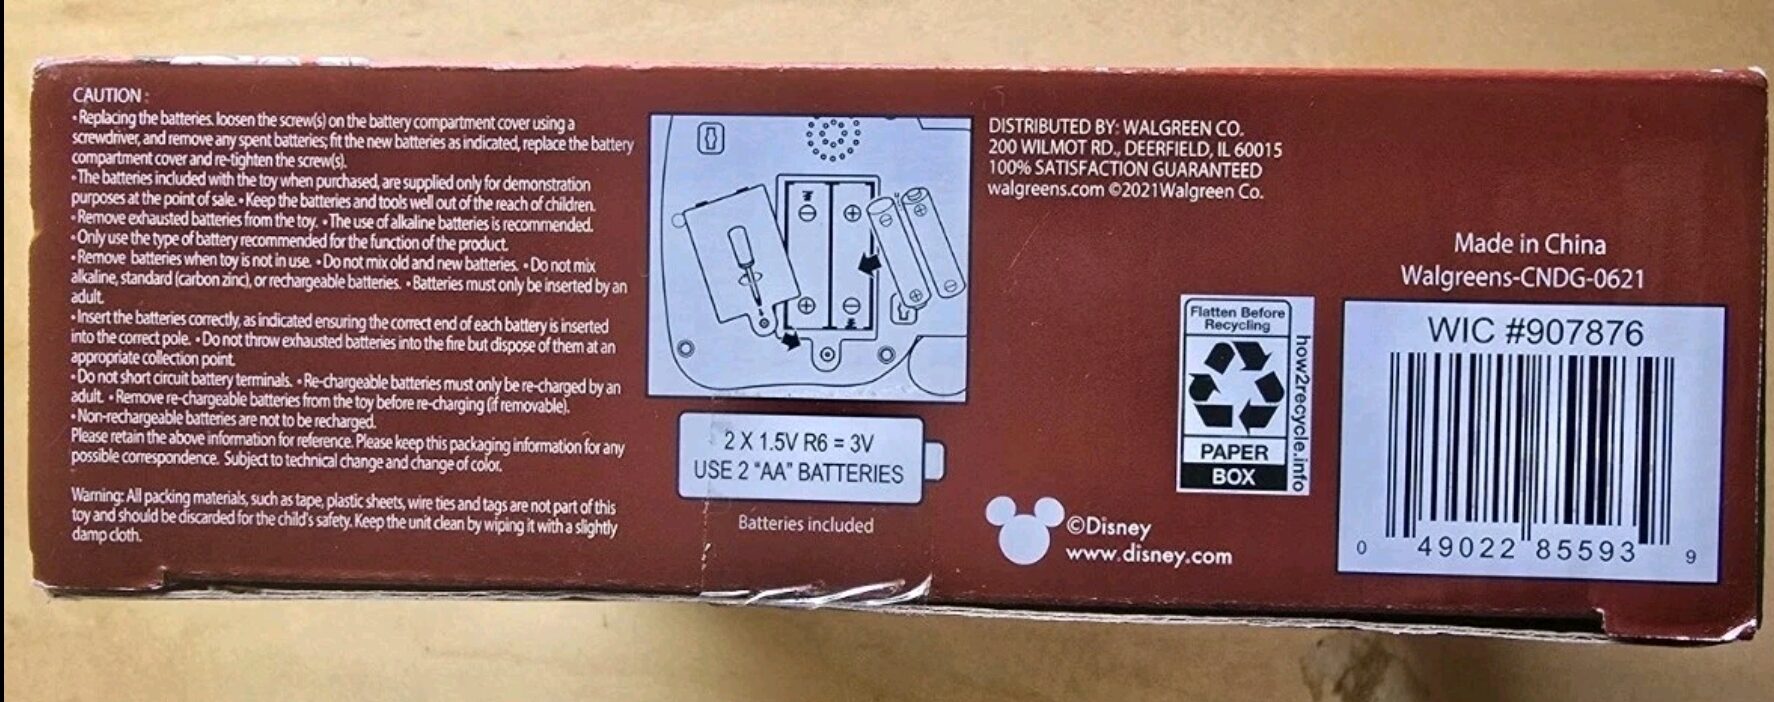 CAUTION :
•Replacing the batteries. loosen the screw(s) on the battery compartment cover using a
screwdriver, and remove any spent batteries; fit the new batteries as indicated, replace the battery
compartment cover and re-tighten the screw(s).
•The batteries included with the toy when purchased, are supplied only for demonstration
purposes at the point of sale. •Keep the batteries and tools well out of the reach of children.
•Remove exhausted batteries from the toy. •The use of alkaline batteries is recommended.
•Only use the type of battery recommended for the function of the product.
•Remove batteries when toy is not in use. •Do not mix old and new batteries. •Do not mix
alkaline, standard (carbon zinc), or rechargeable batteries. •Batteries must only be inserted by an
adult.
•Insert the batteries correctly, as indicated ensuring the correct end of each battery is inserted
into the correct pole. •Do not throw exhausted batteries into the fire but dispose of them at an
appropriate collection point.
•Do not short circuit battery terminals. •Re-chargeable batteries must only be re-charged by an
adult. •Remove re-chargeable batteries from the toy before re-charging (if removable).
•Non-rechargeable batteries are not to be recharged.
Please retain the above information for reference. Please keep this packaging information for any
possible correspondence. Subject to technical change and change of color.
Warning: All packing materials, such as tape, plastic sheets, wire ties and tags are not part of this
toy and should be discarded for the child's safety. Keep the unit clean by wiping it with a slightly
damp cloth.
2 X 1.5V R6 = 3V
USE 2 "AA" BATTERIES
Batteries included
DISTRIBUTED BY: WALGREEN CO.
200 WILMOT RD., DEERFIELD, IL 60015
100% SATISFACTION GUARANTEED
walgreens.com ©2021Walgreen Co.
©Disney
www.disney.com
Flatten Before
Recycling
PAPER
BOX
how2recycle.info
Made in China
Walgreens-CNDG-0621
WIC #907876
0 49022 85593 9